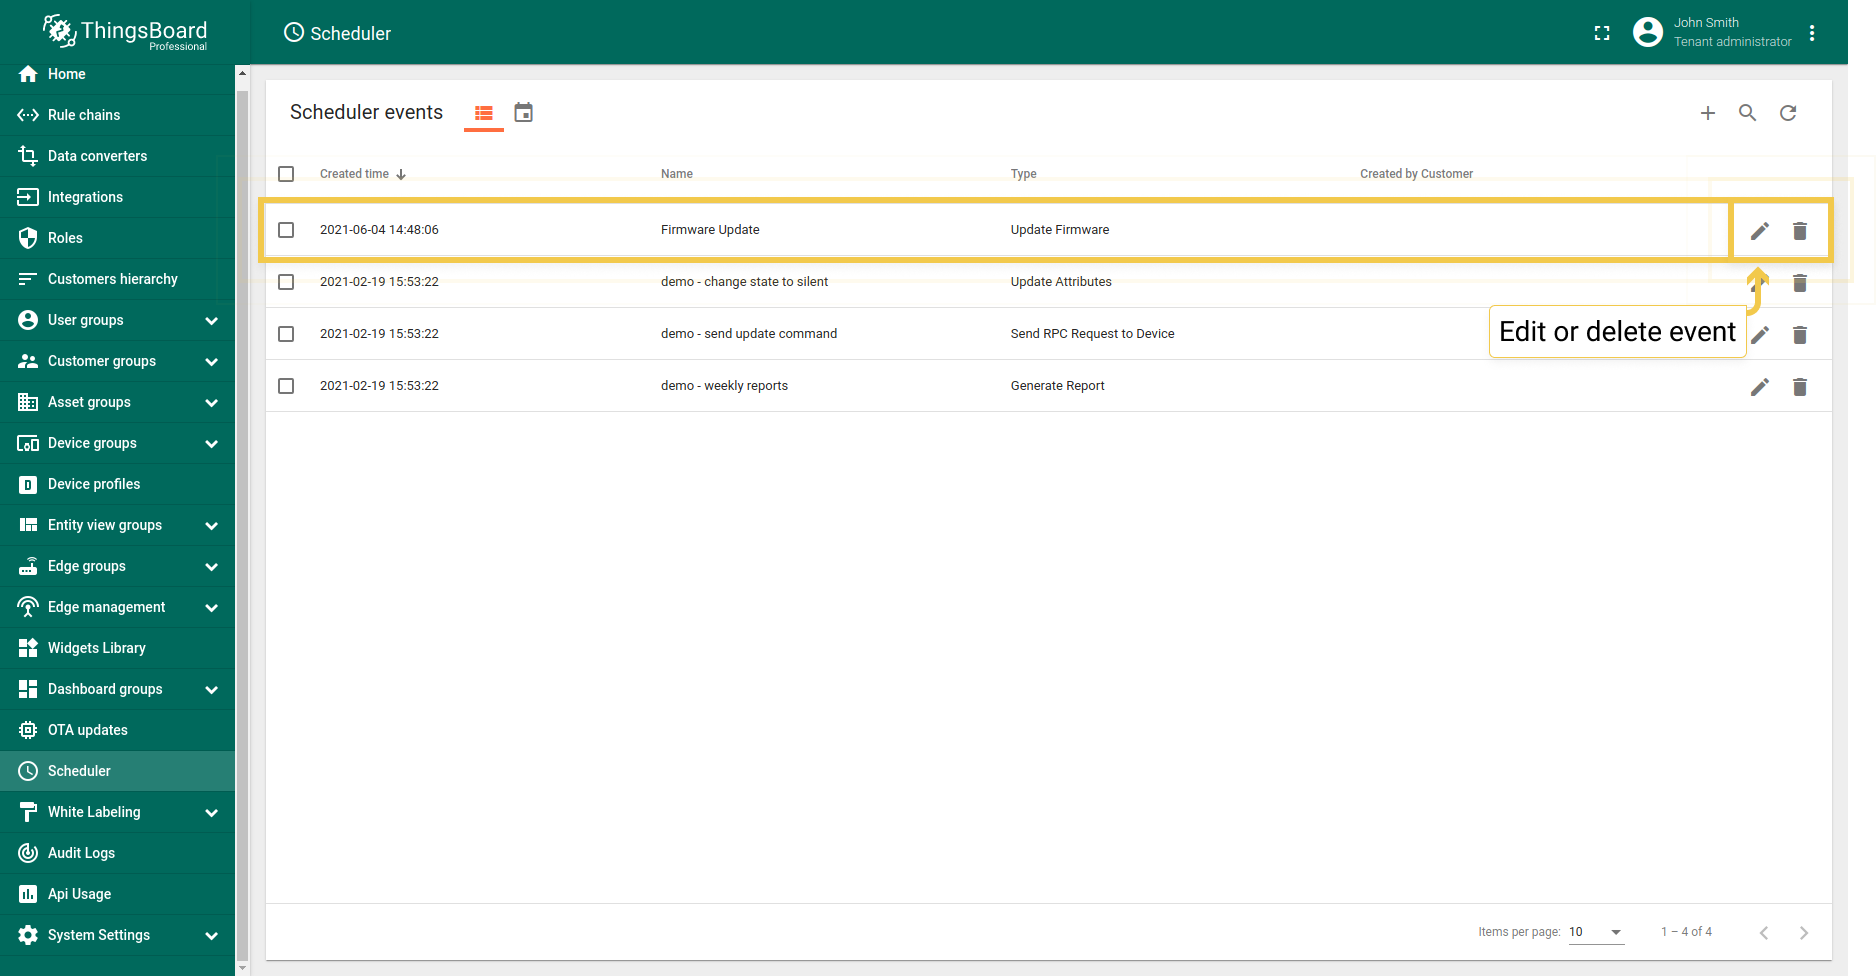 ThingsBoard
Professional
Scheduler
John Smith
Tenant administrator
Home
Rule chains
Data converters
Integrations
Roles
Customers hierarchy
User groups
Customer groups
Asset groups
Device groups
Device profiles
Entity view groups
Edge groups
Edge management
Widgets Library
Dashboard groups
OTA updates
Scheduler
White Labeling
Audit Logs
Api Usage
System Settings
Scheduler events
Created time Name Type Created by Customer
2021-06-04 14:48:06 Firmware Update Update Firmware
2021-02-19 15:53:22 demo - change state to silent Update Attributes
2021-02-19 15:53:22 demo - send update command Send RPC Request to Device
Edit or delete event
2021-02-19 15:53:22 demo - weekly reports Generate Report
Items per page: 10 1 – 4 of 4